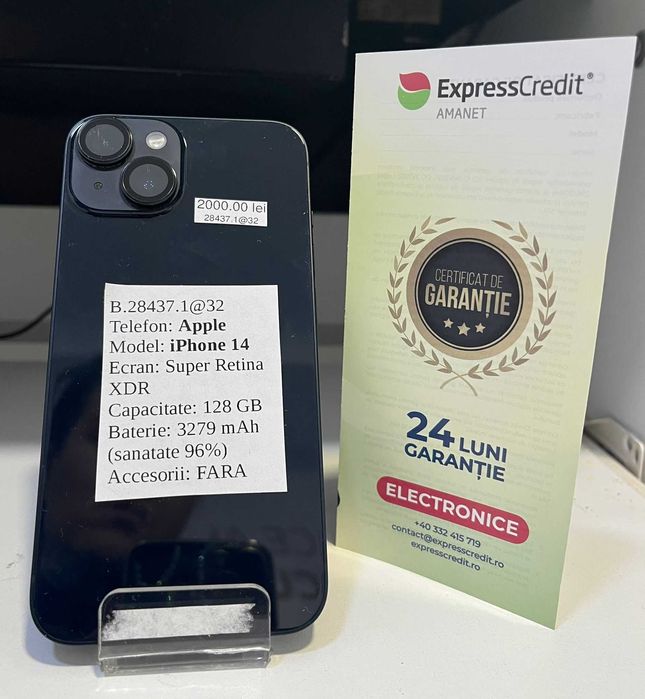 2000.00 lei
28437.1@32
B.28437.1@32
Telefon: Apple
Model: iPhone 14
Ecran: Super Retina
XDR
Capacitate: 128 GB
Baterie: 3279 mAh
(sanatate 96%)
Accesorii: FARA
ExpressCredit®
AMANET
CERTIFICAT DE
GARANȚIE
24 LUNI
GARANȚIE
ELECTRONICE
+40 332 415 719
contact@expresscredit.ro
expresscredit.ro